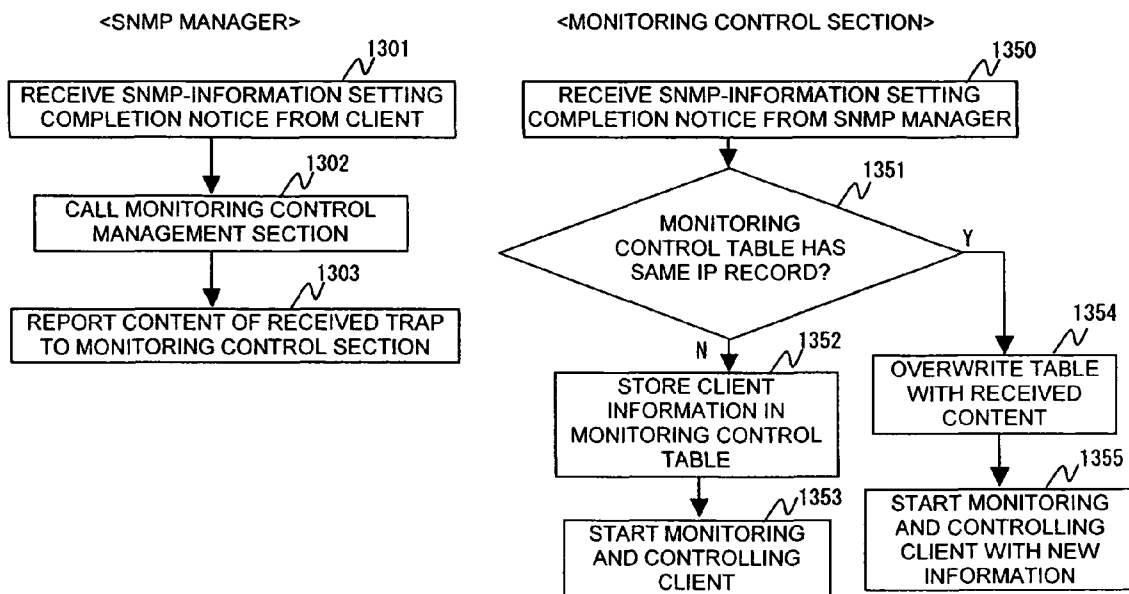 <SNMP MANAGER>
1301
RECEIVE SNMP-INFORMATION SETTING
COMPLETION NOTICE FROM CLIENT
1302
CALL MONITORING CONTROL
MANAGEMENT SECTION
1303
REPORT CONTENT OF RECEIVED TRAP
TO MONITORING CONTROL SECTION
<MONITORING CONTROL SECTION>
1350
RECEIVE SNMP-INFORMATION SETTING
COMPLETION NOTICE FROM SNMP MANAGER
1351
MONITORING
CONTROL TABLE HAS
SAME IP RECORD?
Y
N
1352
STORE CLIENT
INFORMATION IN
MONITORING CONTROL
TABLE
1353
START MONITORING
AND CONTROLLING
CLIENT
1354
OVERWRITE TABLE
WITH RECEIVED
CONTENT
1355
START MONITORING
AND CONTROLLING
CLIENT WITH NEW
INFORMATION